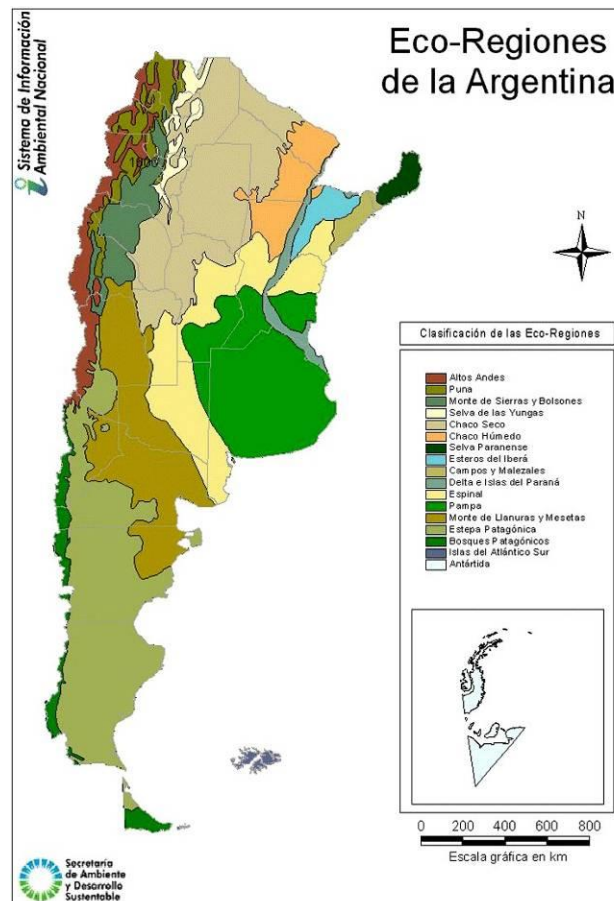 Sistema de Información
Ambiental Nacional
Eco-Regiones
de la Argentina
N
Clasificación de las Eco-Regiones
Altos Andes
Puna
Monte de Sierras y Bolsones
Selva de las Yungas
Chaco Seco
Chaco Húmedo
Selva Paranense
Esteros del Iberá
Campos y Malezales
Delta e Islas del Paraná
Espinal
Pampa
Monte de Llanuras y Mesetas
Estepa Patagónica
Bosques Patagónicos
Islas del Atlántico Sur
Antártida
0 200 400 600 800
Escala gráfica en km
Secretaría
de Ambiente
y Desarrollo
Sustentable